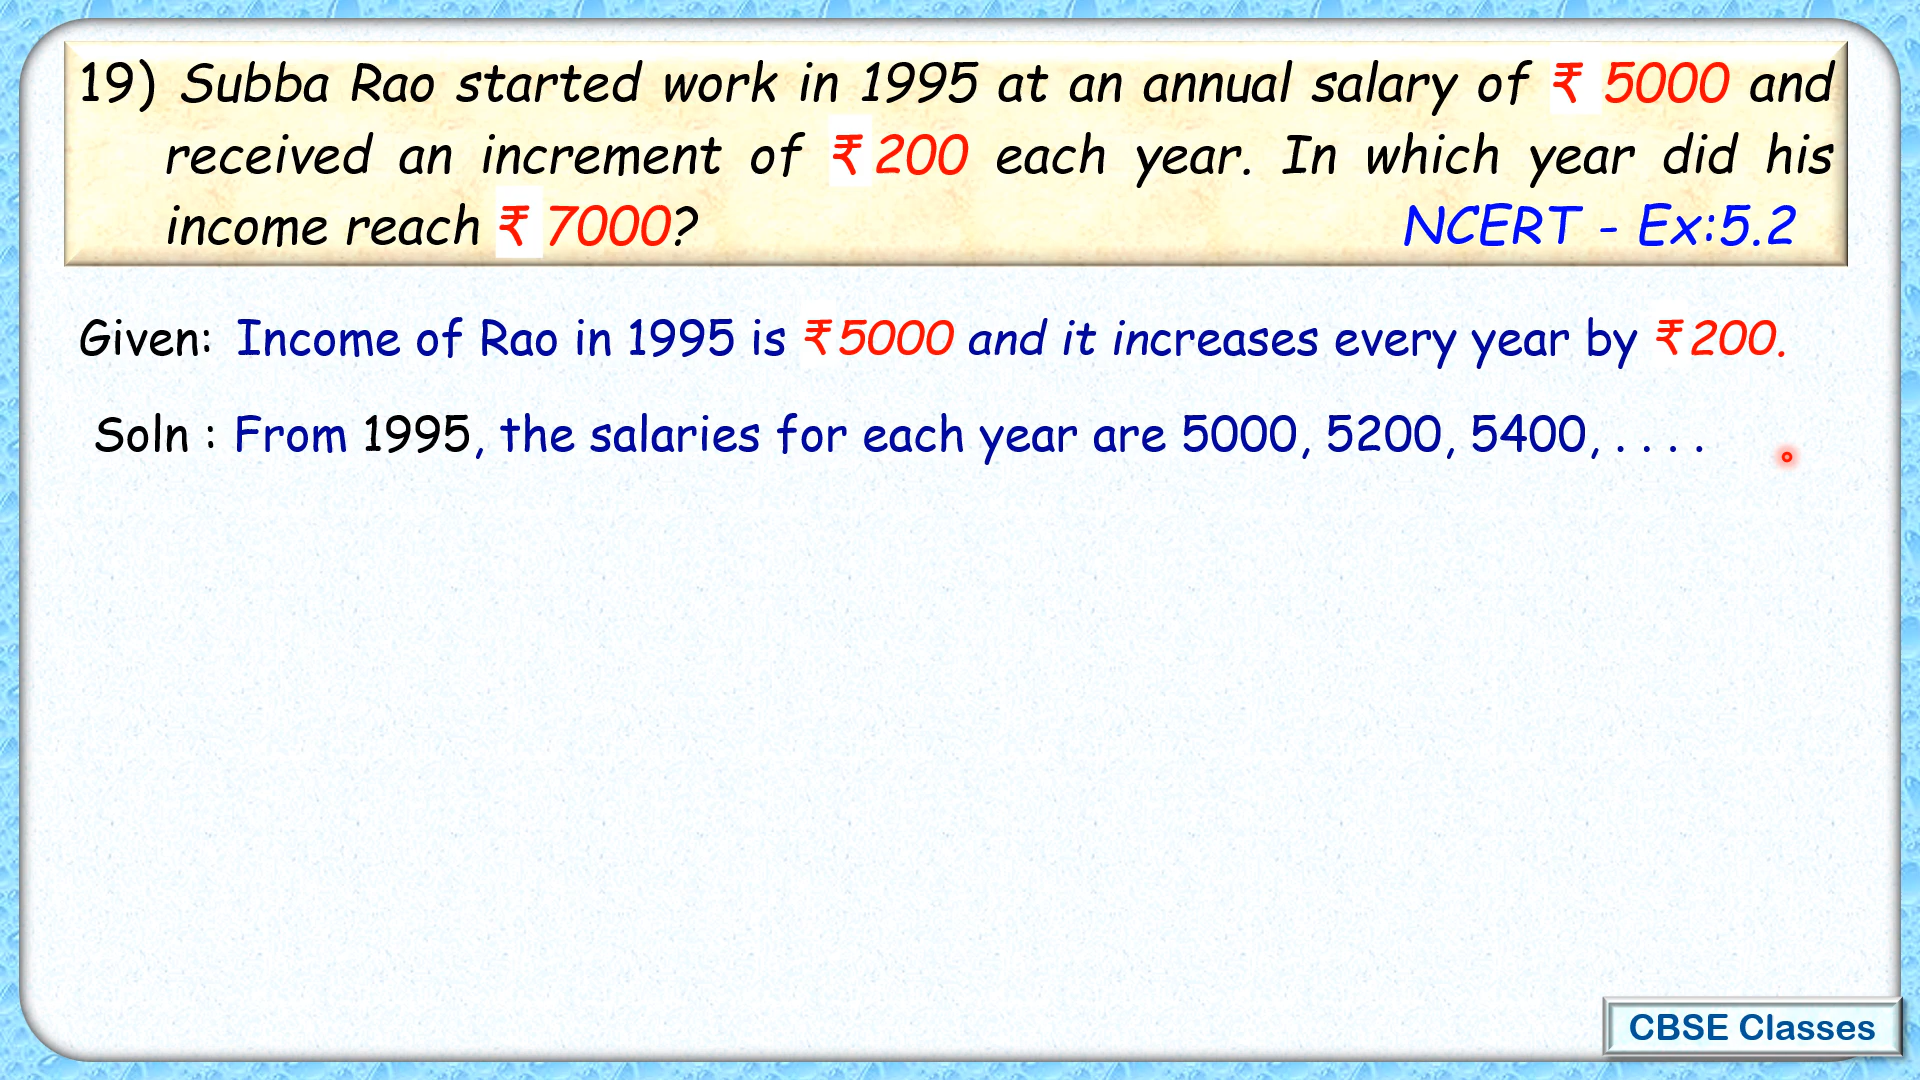 19) Subba Rao started work in 1995 at an annual salary of ₹ 5000 and
received an increment of ₹ 200 each year. In which year did his
income reach ₹ 7000? NCERT - Ex:5.2
Given: Income of Rao in 1995 is ₹5000 and it increases every year by ₹200.
Soln : From 1995, the salaries for each year are 5000, 5200, 5400, . . . .
CBSE Classes